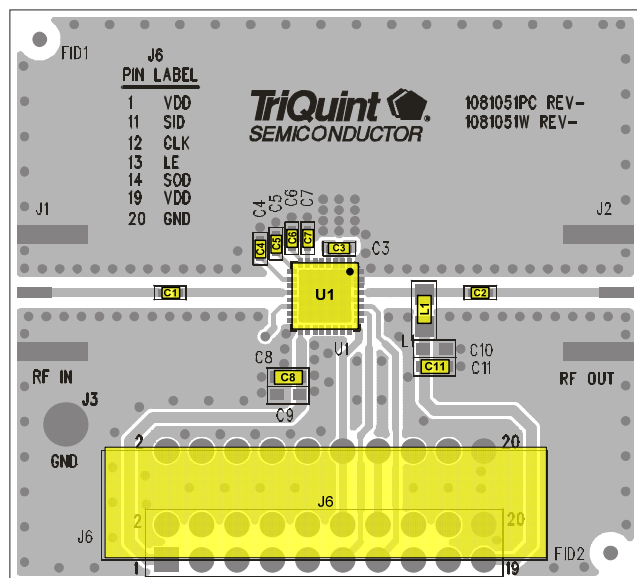 FID1
J6
PIN LABEL
1 VDD
11 SID
12 CLK
13 LE
14 SOD
19 VDD
20 GND
TriQuint
SEMICONDUCTOR
1081051PC REV-
1081051W REV-
J1
J2
C4
C5
C6
C7
C4
C5
C6
C7
C3
C3
C1
U1
C2
L1
U1
L1
C10
C11
C11
C8
C8
C9
RF IN
RF OUT
J3
GND
2
20
J6
J6
2
20
1
19
FID2